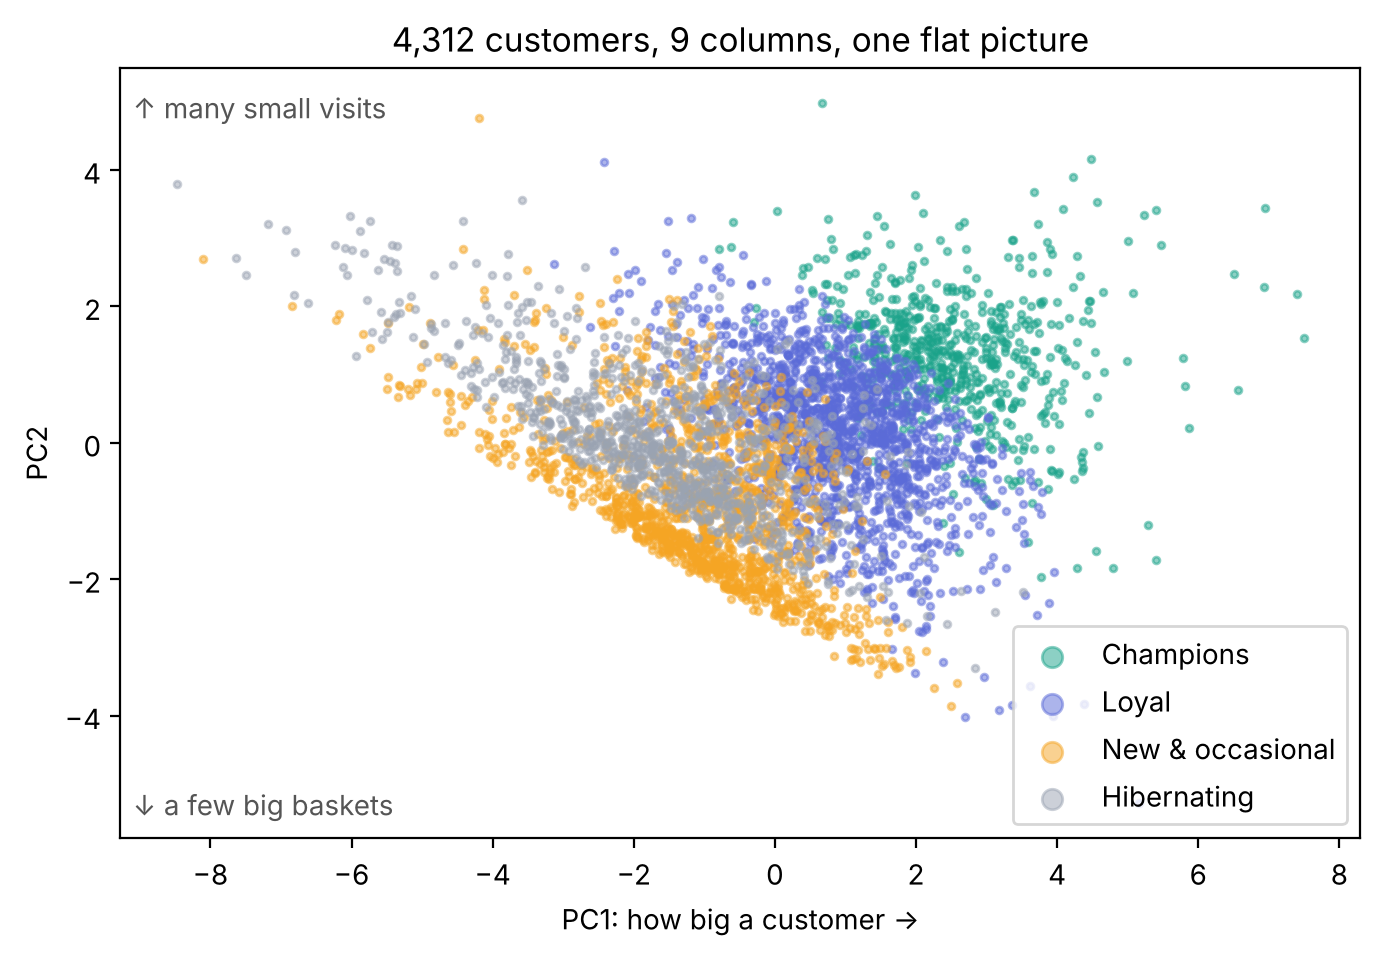 4,312 customers, 9 columns, one flat picture
↑ many small visits
4
2
0
−2
−4
PC2
↓ a few big baskets
Champions
Loyal
New & occasional
Hibernating
−8 −6 −4 −2 0 2 4 6 8
PC1: how big a customer →